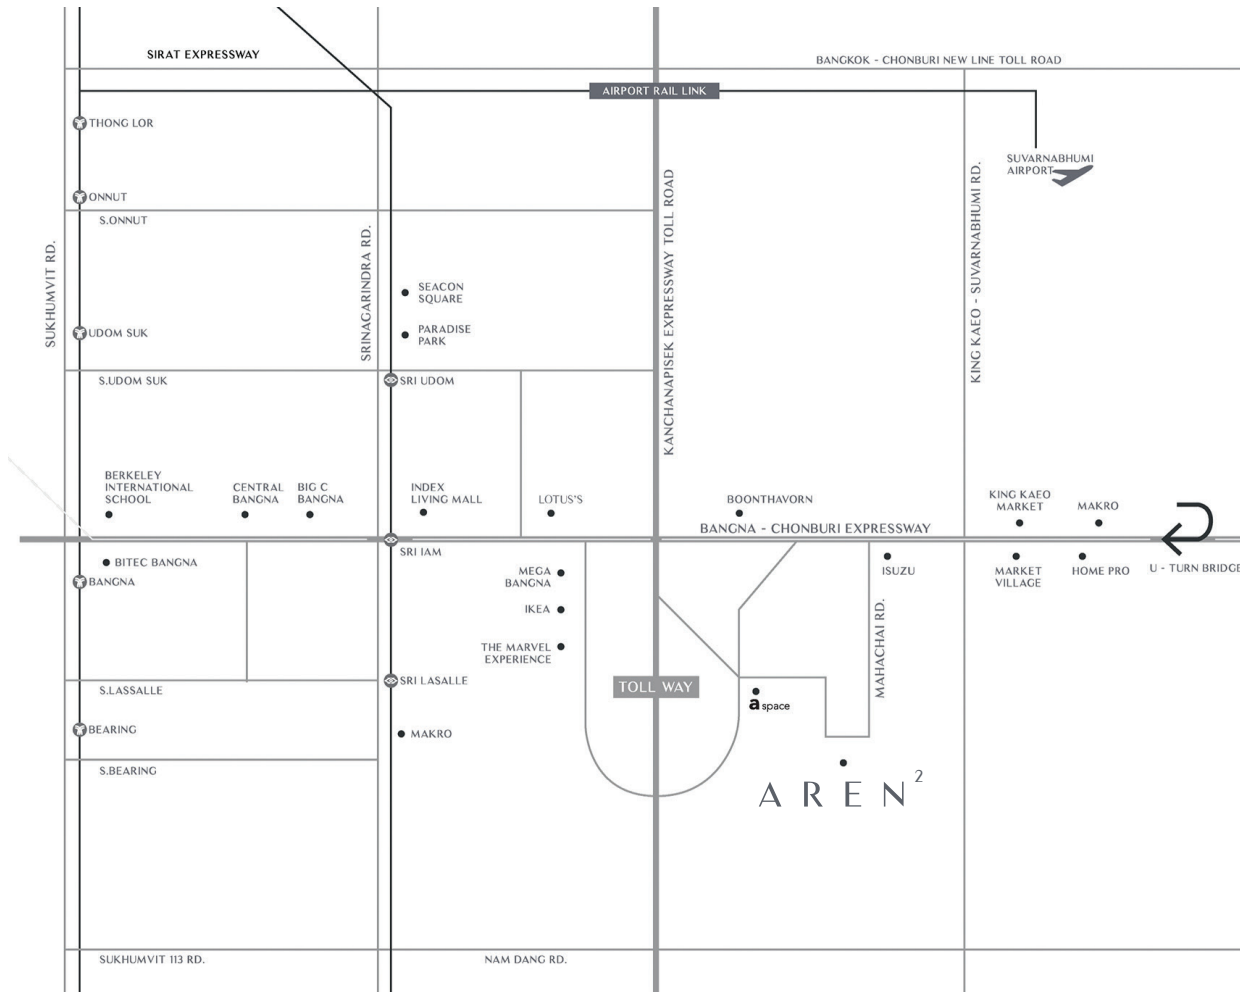 SIRAT EXPRESSWAY
BANGKOK - CHONBURI NEW LINE TOLL ROAD
AIRPORT RAIL LINK
THONG LOR
SUVARNABHUMI
AIRPORT
ONNUT
S.ONNUT
SUKHUMVIT RD.
SRINAGARINDRA RD.
KANCHANAPISEK EXPRESSWAY TOLL ROAD
KING KAEO - SUVARNABHUMI RD.
SEACON
SQUARE
UDOM SUK
PARADISE
PARK
S.UDOM SUK
SRI UDOM
BERKELEY
INTERNATIONAL
SCHOOL
CENTRAL
BANGNA
BIG C
BANGNA
INDEX
LIVING MALL
LOTUS'S
BOONTHAVORN
KING KAEO
MARKET
MAKRO
BANGNA - CHONBURI EXPRESSWAY
SRI IAM
BITEC BANGNA
BANGNA
MEGA
BANGNA
ISUZU
MARKET
VILLAGE
HOME PRO
U - TURN BRIDGE
IKEA
MAHACHAI RD.
THE MARVEL
EXPERIENCE
S.LASSALLE
SRI LASALLE
TOLL WAY
a space
BEARING
MAKRO
S.BEARING
AREN2
SUKHUMVIT 113 RD.
NAM DANG RD.